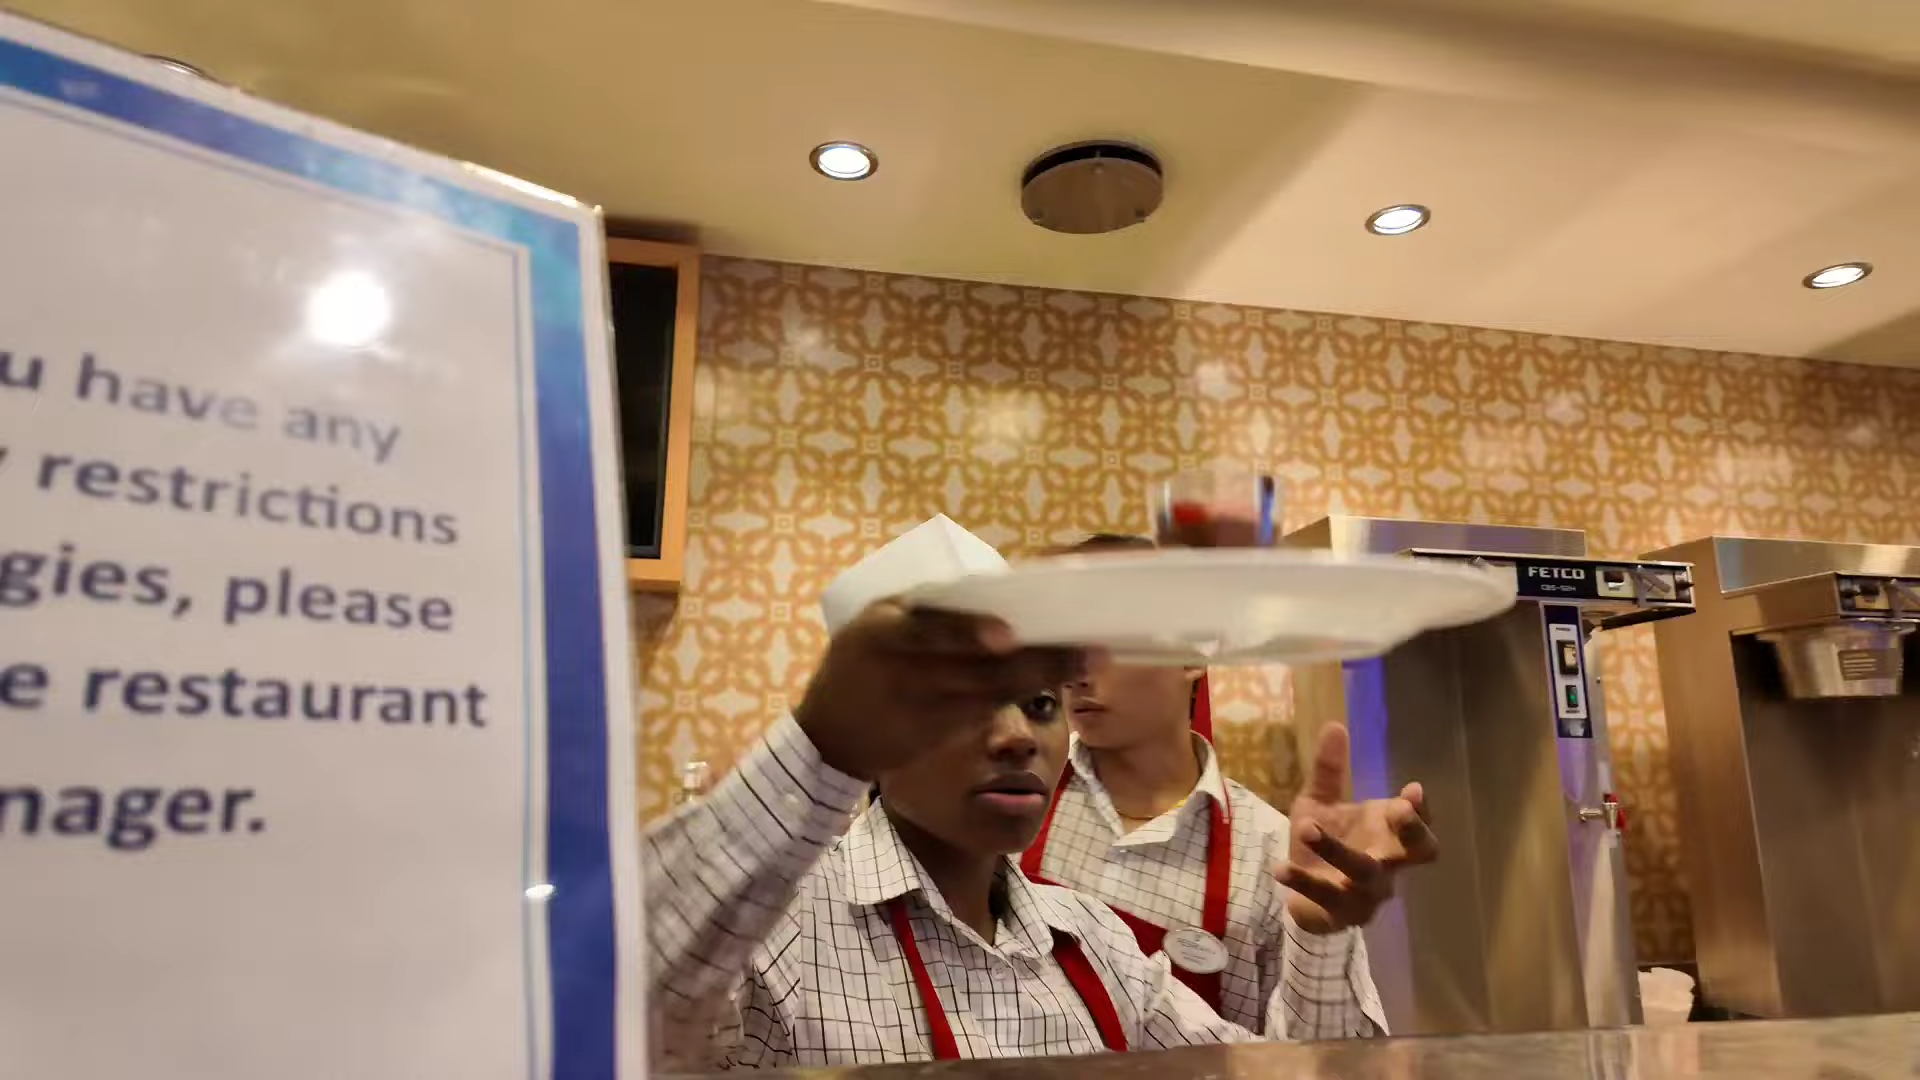 u have any
restrictions
gies, please
e restaurant
nager.
FETCO